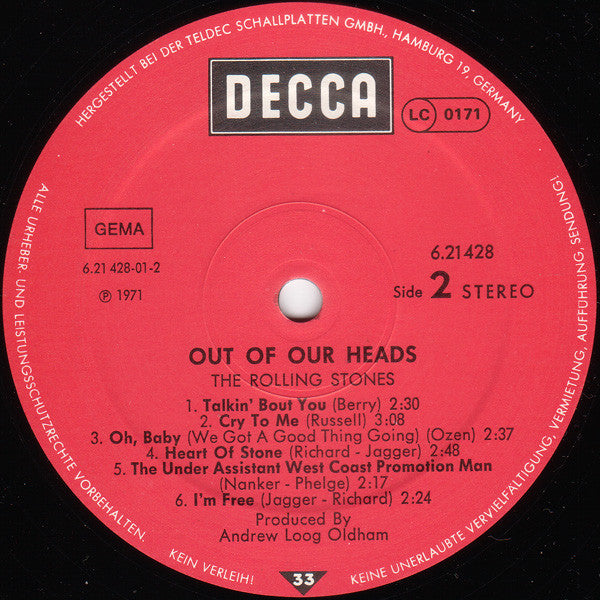 HERGESTELLT BEI DER TELDEC SCHALLPLATTEN GMBH, HAMBURG 19, GERMANY
DECCA
LC 0171
GEMA
6.21 428-01-2
Ⓟ 1971
6.21 428
Side 2 STEREO
OUT OF OUR HEADS
THE ROLLING STONES
1. Talkin' Bout You (Berry) 2:30
2. Cry To Me (Russell) 3:08
3. Oh, Baby (We Got A Good Thing Going) (Ozen) 2:37
4. Heart Of Stone (Richard - Jagger) 2:48
5. The Under Assistant West Coast Promotion Man
(Nanker - Phelge) 2:17
6. I'm Free (Jagger - Richard) 2:24
Produced By
Andrew Loog Oldham
33
ALLE URHEBER- UND LEISTUNGSSCHUTZRECHTE VORBEHALTEN.
KEIN VERLEIH!
KEINE UNERLAUBTE VERVIELFÄLTIGUNG, VERMIETUNG, AUFFÜHRUNG, SENDUNG!